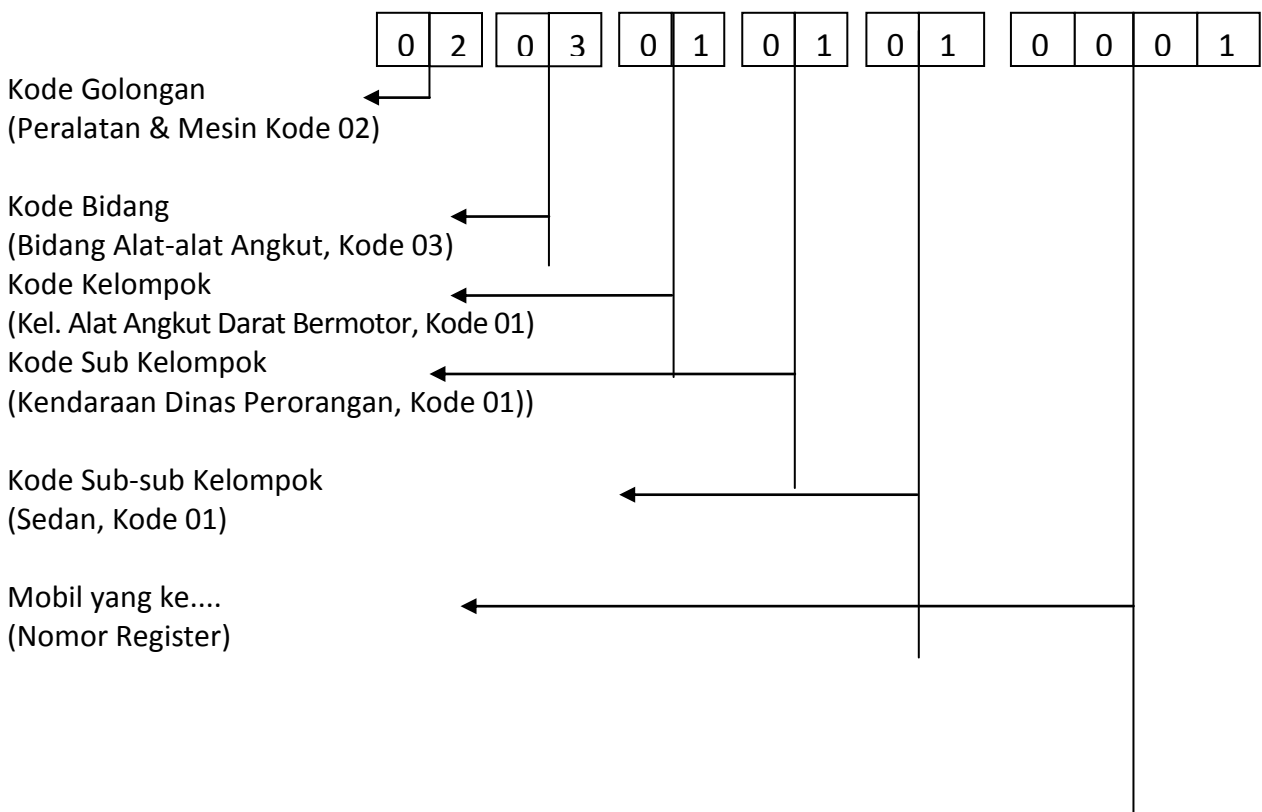 0 2 0 3 0 1 0 1 0 1 0 0 0 1
Kode Golongan
(Peralatan & Mesin Kode 02)
Kode Bidang
(Bidang Alat-alat Angkut, Kode 03)
Kode Kelompok
(Kel. Alat Angkut Darat Bermotor, Kode 01)
Kode Sub Kelompok
(Kendaraan Dinas Perorangan, Kode 01))
Kode Sub-sub Kelompok
(Sedan, Kode 01)
Mobil yang ke....
(Nomor Register)